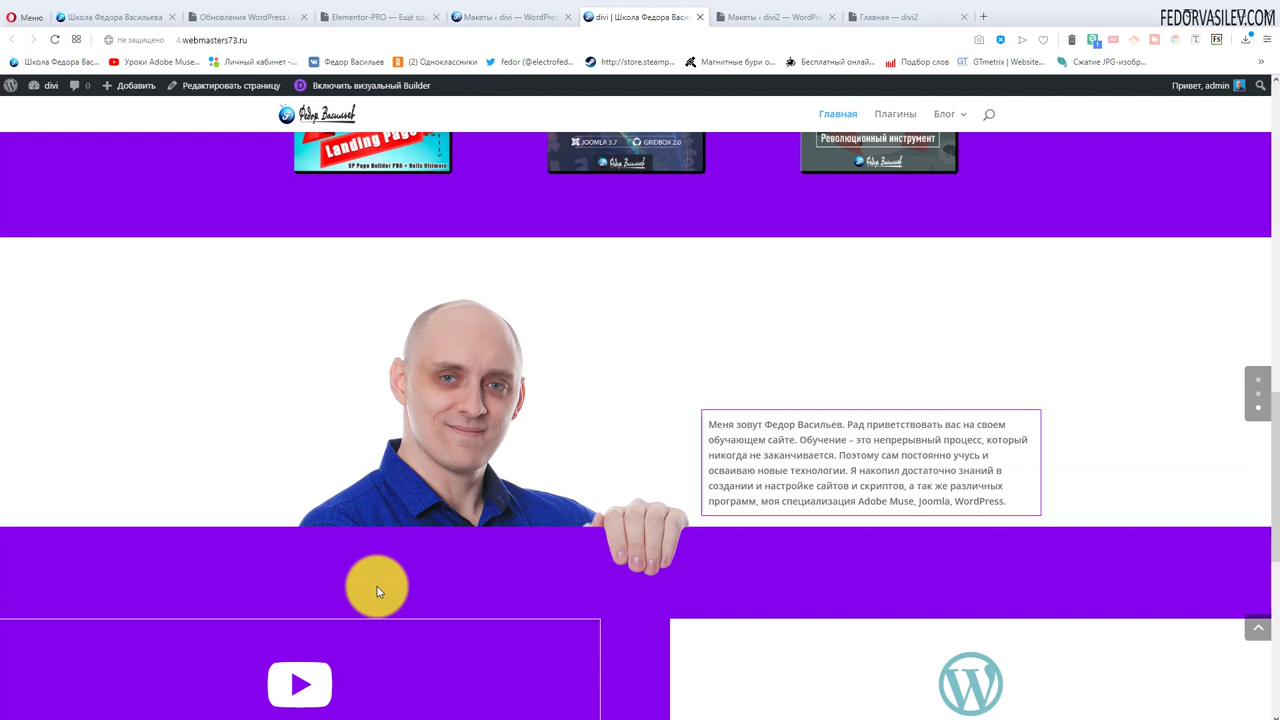 FEDORVASILEV.COM
Меню
Школа Федора Васильева
Обновления WordPress ‹
Elementor-PRO — Ещё од
Макеты ‹ divi — WordPre
divi | Школа Федора Васи
Макеты ‹ divi2 — WordPr
Главная — divi2
Не защищено
4.webmasters73.ru
Школа Федора Вас...
Уроки Adobe Muse...
Личный кабинет -...
Федор Васильев
(2) Одноклассники
fedor (@electrofed...
http://store.steamp...
Магнитные бури о...
Бесплатный онлай...
Подбор слов
GTmetrix | Website...
Сжатие JPG-изобр...
divi
0
Добавить
Редактировать страницу
Включить визуальный Builder
Привет, admin
Федор Васильев
Главная
Плагины
Блог
Landing Page
SP Page Builder PRO + Helix Ultimate
JOOMLA 3.7
GRIDBOX 2.0
Федор Васильев
Революционный инструмент
Федор Васильев
Меня зовут Федор Васильев. Рад приветствовать вас на своем
обучающем сайте. Обучение – это непрерывный процесс, который
никогда не заканчивается. Поэтому сам постоянно учусь и
осваиваю новые технологии. Я накопил достаточно знаний в
создании и настройке сайтов и скриптов, а так же различных
программ, моя специализация Adobe Muse, Joomla, WordPress.